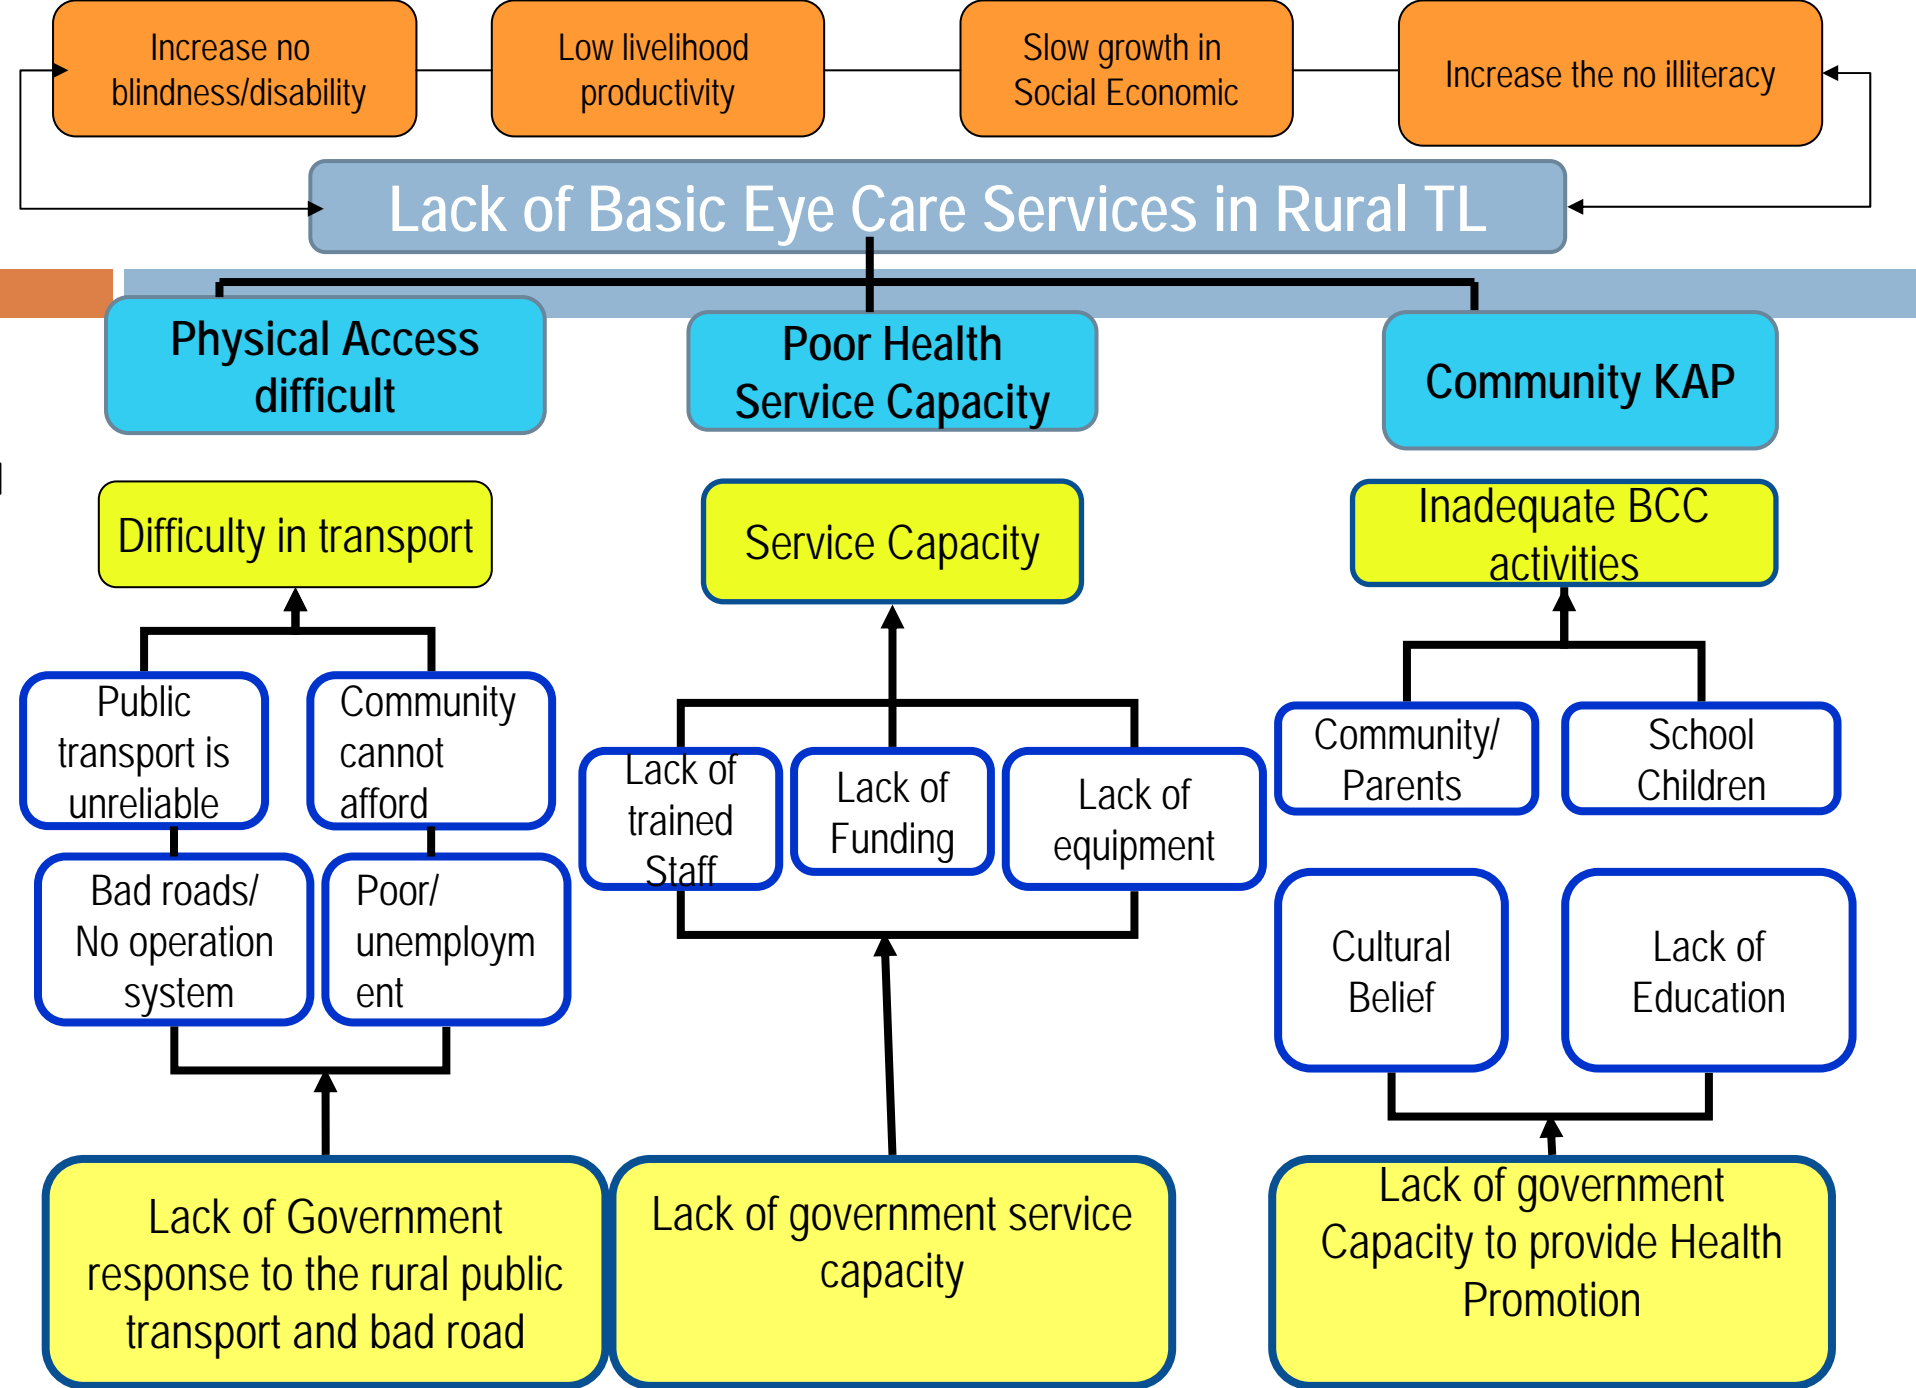 Increase no
blindness/disability
Low livelihood
productivity
Slow growth in
Social Economic
Increase the no illiteracy
Lack of Basic Eye Care Services in Rural TL
Physical Access
difficult
Poor Health
Service Capacity
Community KAP
Difficulty in transport
Service Capacity
Inadequate BCC
activities
Public
transport is
unreliable
Community
cannot
afford
Lack of
trained
Staff
Lack of
Funding
Lack of
equipment
Community/
Parents
School
Children
Bad roads/
No operation
system
Poor/
unemploym
ent
Cultural
Belief
Lack of
Education
Lack of Government
response to the rural public
transport and bad road
Lack of government service
capacity
Lack of government
Capacity to provide Health
Promotion